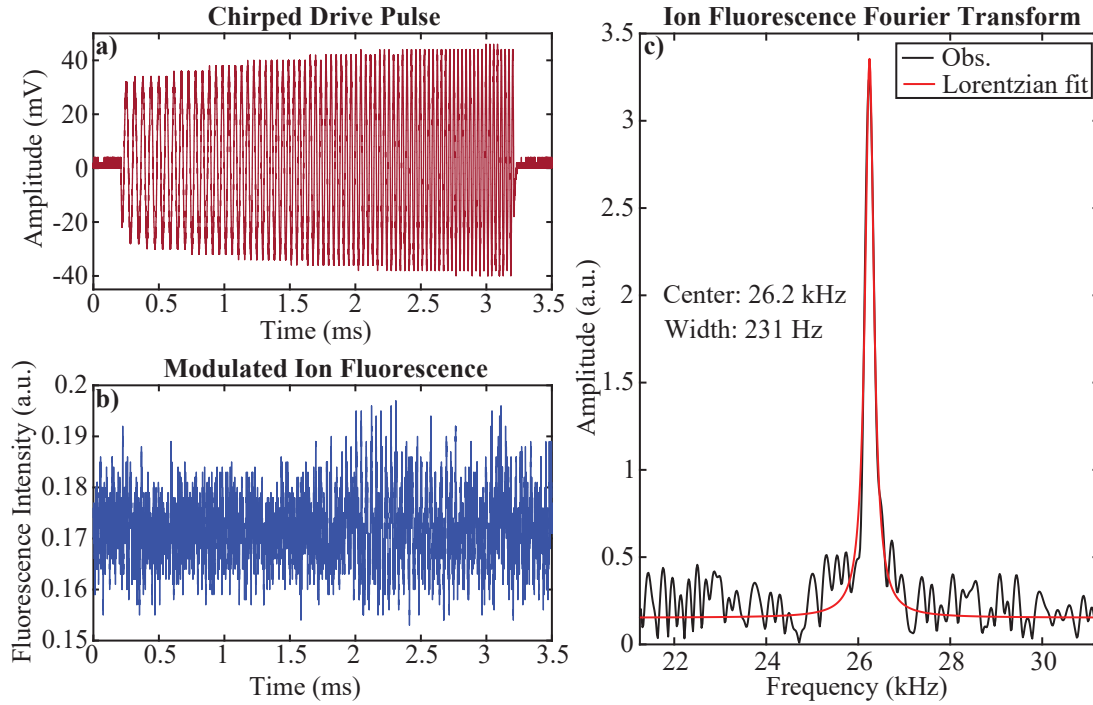 Chirped Drive Pulse
a)
Amplitude (mV)
40
20
0
-20
-40
0
0.5
1
1.5
2
2.5
3
3.5
Time (ms)
Modulated Ion Fluorescence
b)
Fluorescence Intensity (a.u.)
0.2
0.19
0.18
0.17
0.16
0.15
0
0.5
1
1.5
2
2.5
3
3.5
Time (ms)
Ion Fluorescence Fourier Transform
c)
Obs.
Lorentzian fit
Center: 26.2 kHz
Width: 231 Hz
Amplitude (a.u.)
3.5
3
2.5
2
1.5
1
0.5
0
22
24
26
28
30
Frequency (kHz)